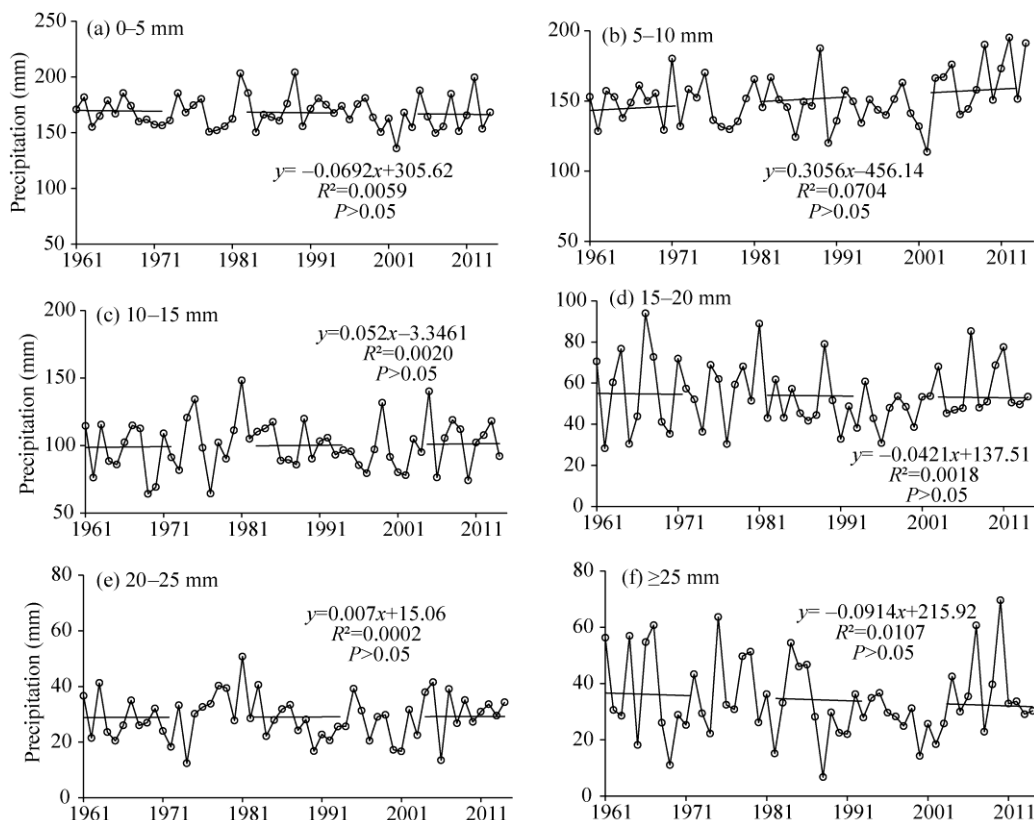 (a) 0–5 mm
Precipitation (mm)
250
200
150
100
50
y= −0.0692x+305.62
R²=0.0059
P>0.05
1961 1971 1981 1991 2001 2011
(b) 5–10 mm
200
150
100
50
y=0.3056x−456.14
R²=0.0704
P>0.05
1961 1971 1981 1991 2001 2011
(c) 10–15 mm
Precipitation (mm)
200
150
100
50
y=0.052x−3.3461
R²=0.0020
P>0.05
1961 1971 1981 1991 2001 2011
(d) 15–20 mm
100
80
60
40
20
0
y= −0.0421x+137.51
R²=0.0018
P>0.05
1961 1971 1981 1991 2001 2011
(e) 20–25 mm
Precipitation (mm)
80
60
40
20
0
y=0.007x+15.06
R²=0.0002
P>0.05
1961 1971 1981 1991 2001 2011
(f) ≥25 mm
80
60
40
20
0
y= −0.0914x+215.92
R²=0.0107
P>0.05
1961 1971 1981 1991 2001 2011